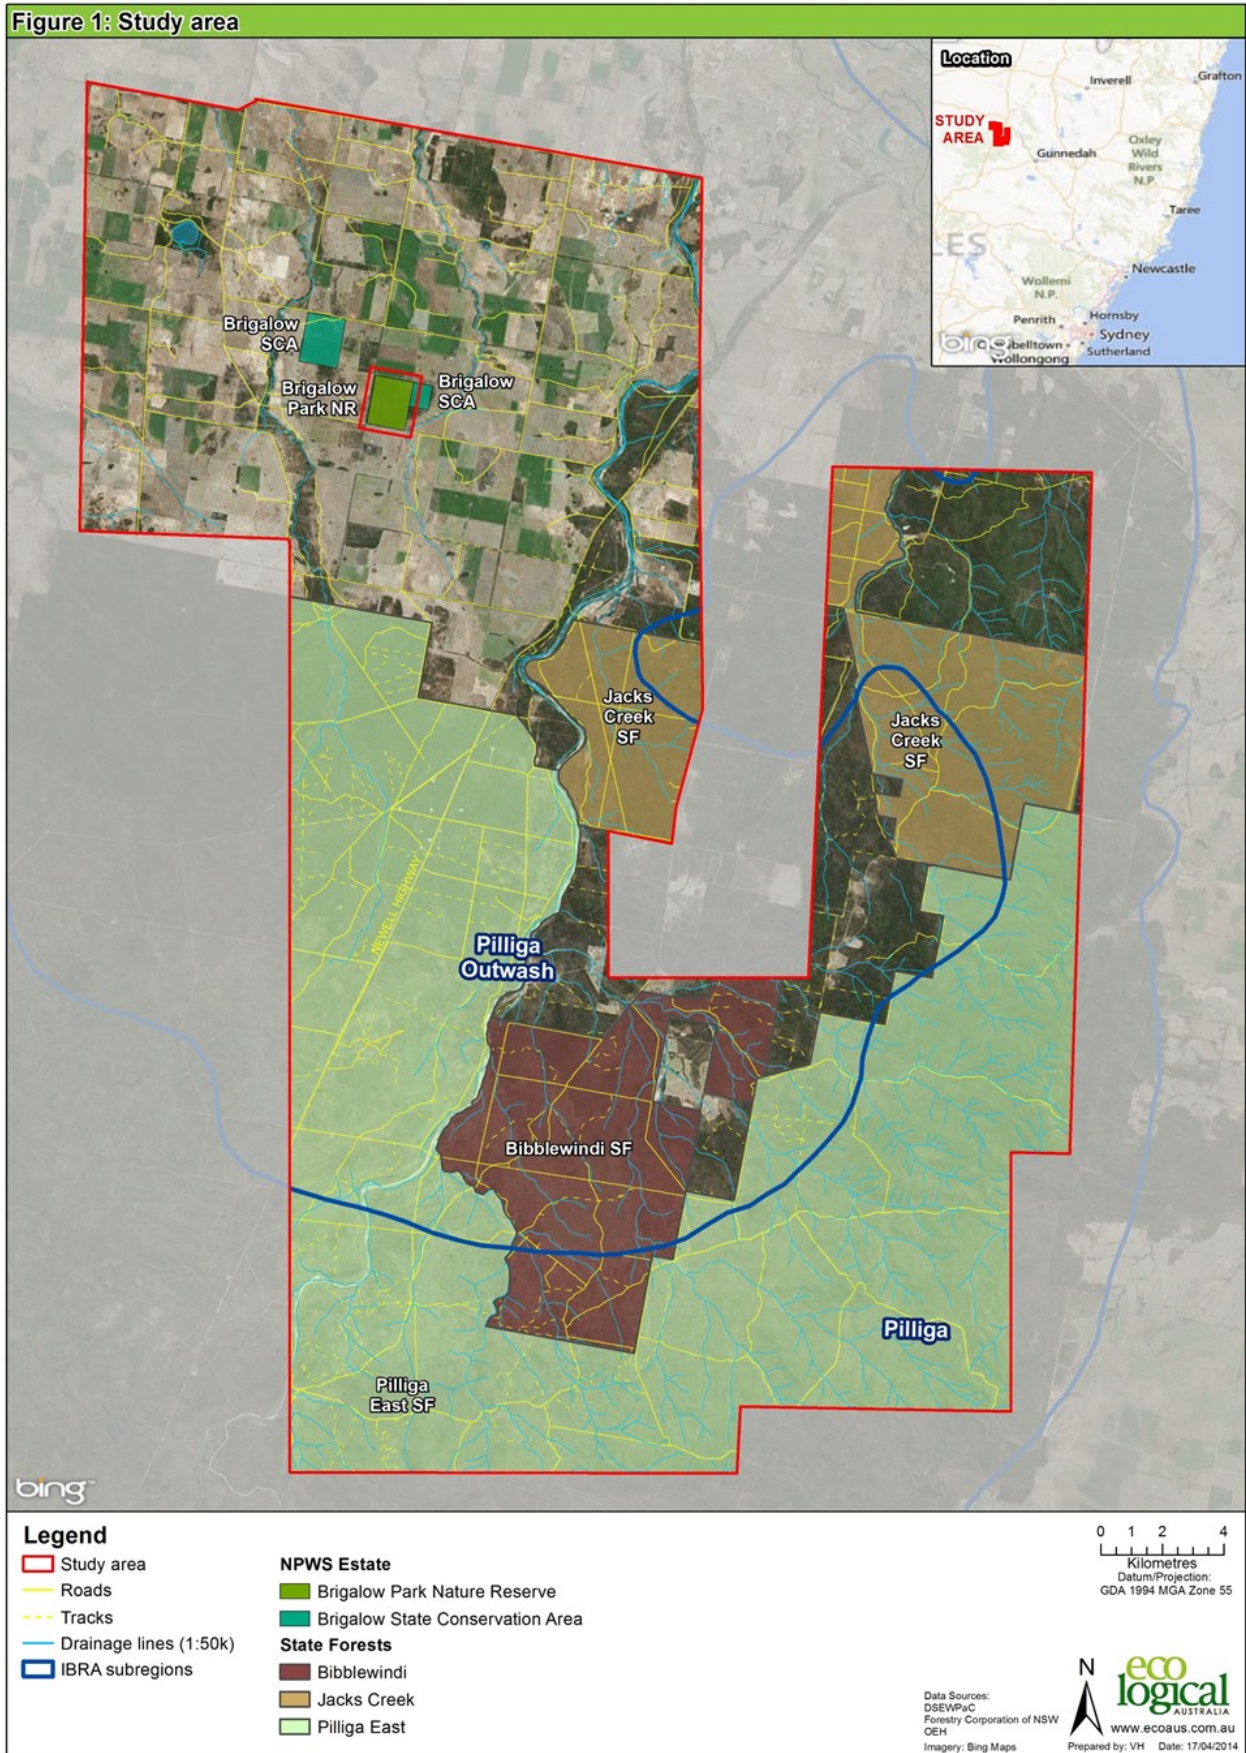 Figure 1: Study area
Location
Inverell
Grafton
STUDY
AREA
Gunnedah
Oxley
Wild
Rivers
N.P.
Taree
LES
Newcastle
Wollemi
N.P.
Penrith
Hornsby
Sydney
bing
belltown
Sutherland
Wollongong
Brigalow
SCA
Brigalow
Park NR
Brigalow
SCA
Jacks
Creek
SF
Jacks
Creek
SF
NEWELL HIGHWAY
Pilliga
Outwash
Bibblewindi SF
Pilliga
Pilliga
East SF
bing
Legend
Study area
Roads
Tracks
Drainage lines (1:50k)
IBRA subregions
NPWS Estate
Brigalow Park Nature Reserve
Brigalow State Conservation Area
State Forests
Bibblewindi
Jacks Creek
Pilliga East
0 1 2 4
Kilometres
Datum/Projection:
GDA 1994 MGA Zone 55
N
eco
logical
AUSTRALIA
www.ecoaus.com.au
Data Sources:
DSEWPaC
Forestry Corporation of NSW
OEH
Imagery: Bing Maps
Prepared by: VH Date: 17/04/2014